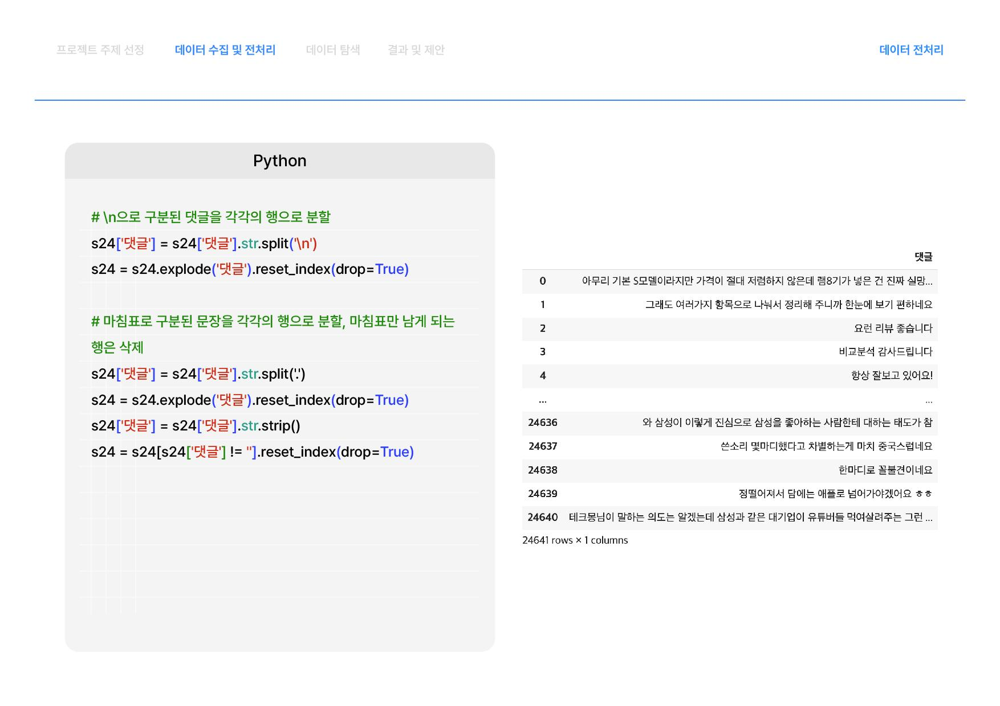 프로젝트 주제 선정 데이터 수집 및 전처리 데이터 탐색 결과 및 제안 데이터 전처리
Python
# \n으로 구분된 댓글을 각각의 행으로 분할
s24['댓글'] = s24['댓글'].str.split('\n')
s24 = s24.explode('댓글').reset_index(drop=True)
# 마침표로 구분된 문장을 각각의 행으로 분할, 마침표만 남게 되는
행은 삭제
s24['댓글'] = s24['댓글'].str.split('.')
s24 = s24.explode('댓글').reset_index(drop=True)
s24['댓글'] = s24['댓글'].str.strip()
s24 = s24[s24['댓글'] != ''].reset_index(drop=True)
댓글
0 아무리 기본 S모델이라지만 가격이 절대 저렴하지 않은데 램8기가 넣은 건 진짜 실망...
1 그래도 여러가지 항목으로 나눠서 정리해 주니까 한눈에 보기 편하네요
2 요런 리뷰 좋습니다
3 비교분석 감사드립니다
4 항상 잘보고 있어요!
... ...
24636 와 삼성이 이렇게 진심으로 삼성을 좋아하는 사람한테 대하는 태도가 참
24637 쓴소리 몇마디했다고 차별하는게 마치 중국스럽네요
24638 한마디로 꼴불견이네요
24639 정떨어져서 담에는 애플로 넘어가야겠어요 ㅎㅎ
24640 테크몽님이 말하는 의도는 알겠는데 삼성과 같은 대기업이 유튜버들 먹여살려주는 그런 ...
24641 rows × 1 columns